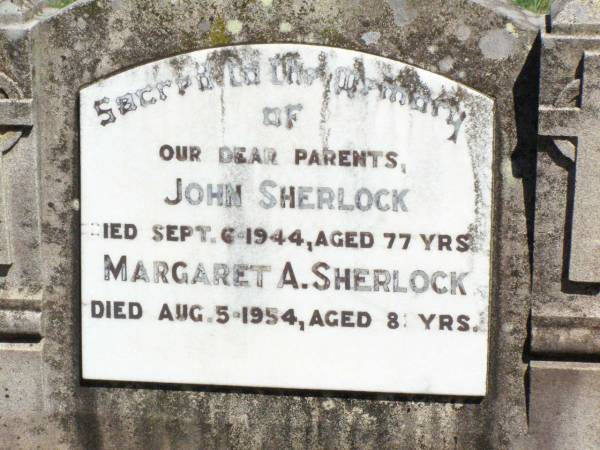 Sacred to the Memory
OF
OUR DEAR PARENTS,
JOHN SHERLOCK
DIED SEPT. 6-1944, AGED 77 YRS
MARGARET A. SHERLOCK
DIED AUG. 5-1954, AGED YRS.